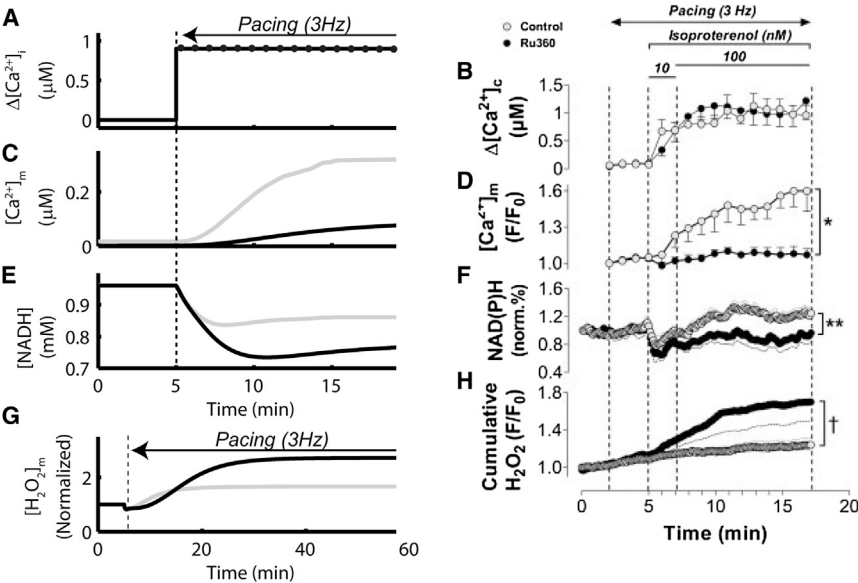 A
Pacing (3Hz)
Δ[Ca²⁺]i
(μM)
1
0.5
0
C
[Ca²⁺]m
(μM)
0.2
0
E
[NADH]
(mM)
0.9
0.8
0.7
0
5
10
15
Time (min)
G
Pacing (3Hz)
[H₂O₂]m
(Normalized)
2
0
0
20
40
60
Time (min)
Control
Ru360
Pacing (3 Hz)
Isoproterenol (nM)
10
100
B
Δ[Ca²⁺]c
(μM)
1.5
1
0.5
0
D
[Ca²⁺]m
(F/F₀)
1.6
1.3
1.0
*
F
NAD(P)H
(norm.%)
1.6
1.2
0.8
0.4
**
H
Cumulative
H₂O₂ (F/F₀)
1.8
1.4
1.0
†
0
5
10
15
20
Time (min)